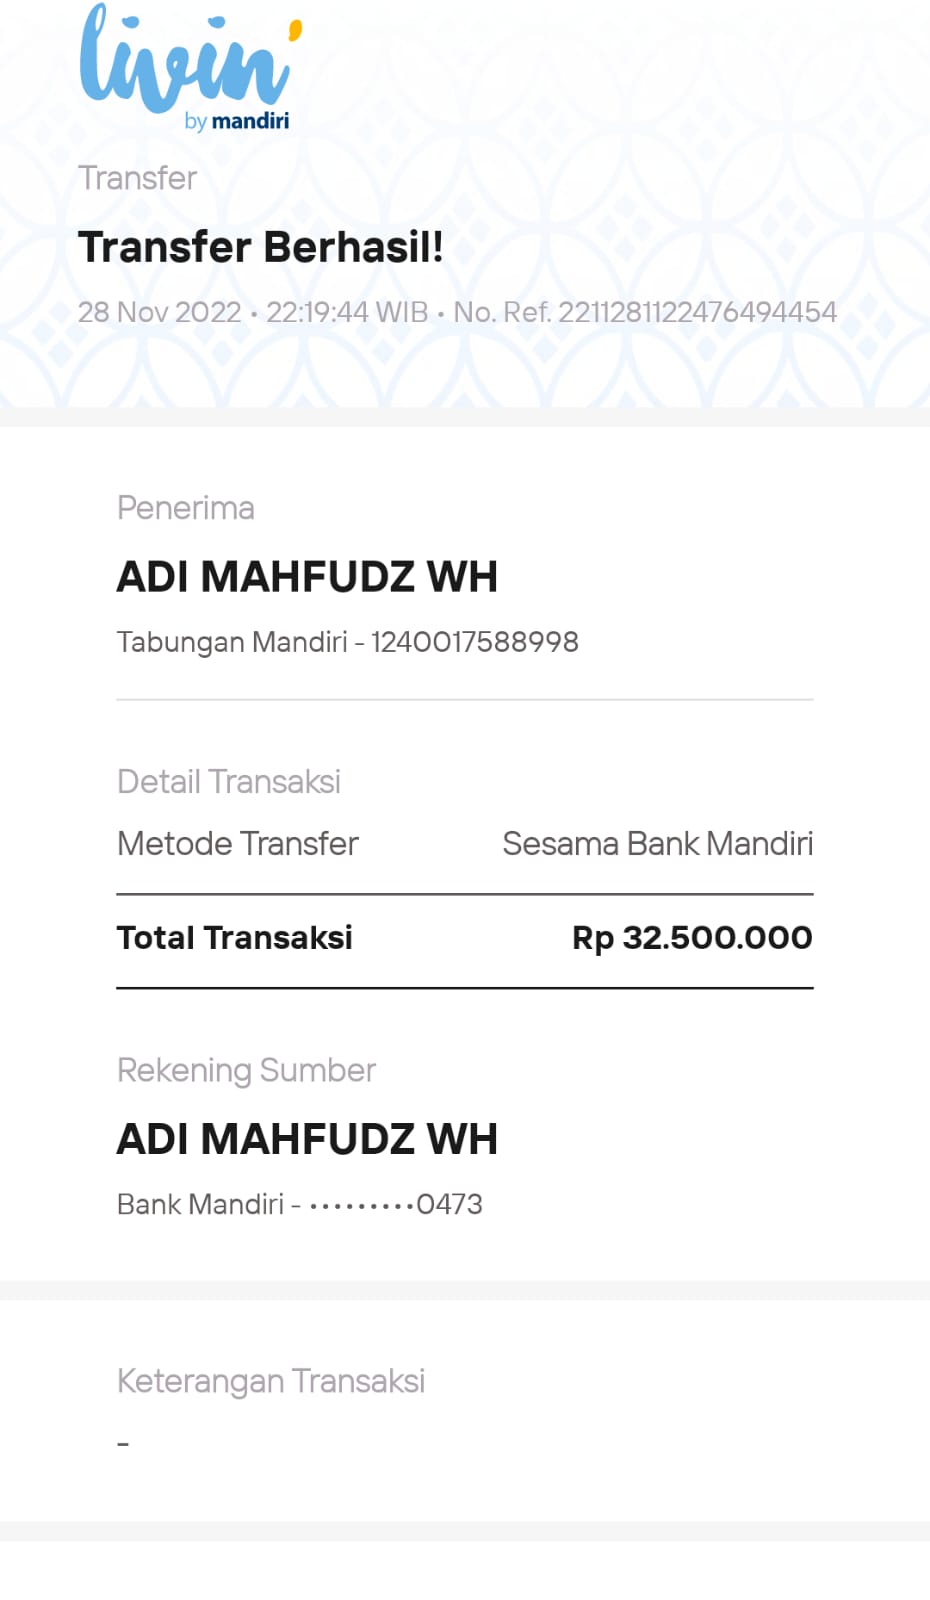 livin'
by mandiri
Transfer
Transfer Berhasil!
28 Nov 2022 • 22:19:44 WIB • No. Ref. 2211281122476494454
Penerima
ADI MAHFUDZ WH
Tabungan Mandiri - 1240017588998
Detail Transaksi
Metode Transfer Sesama Bank Mandiri
Total Transaksi Rp 32.500.000
Rekening Sumber
ADI MAHFUDZ WH
Bank Mandiri - •••••••••0473
Keterangan Transaksi
-